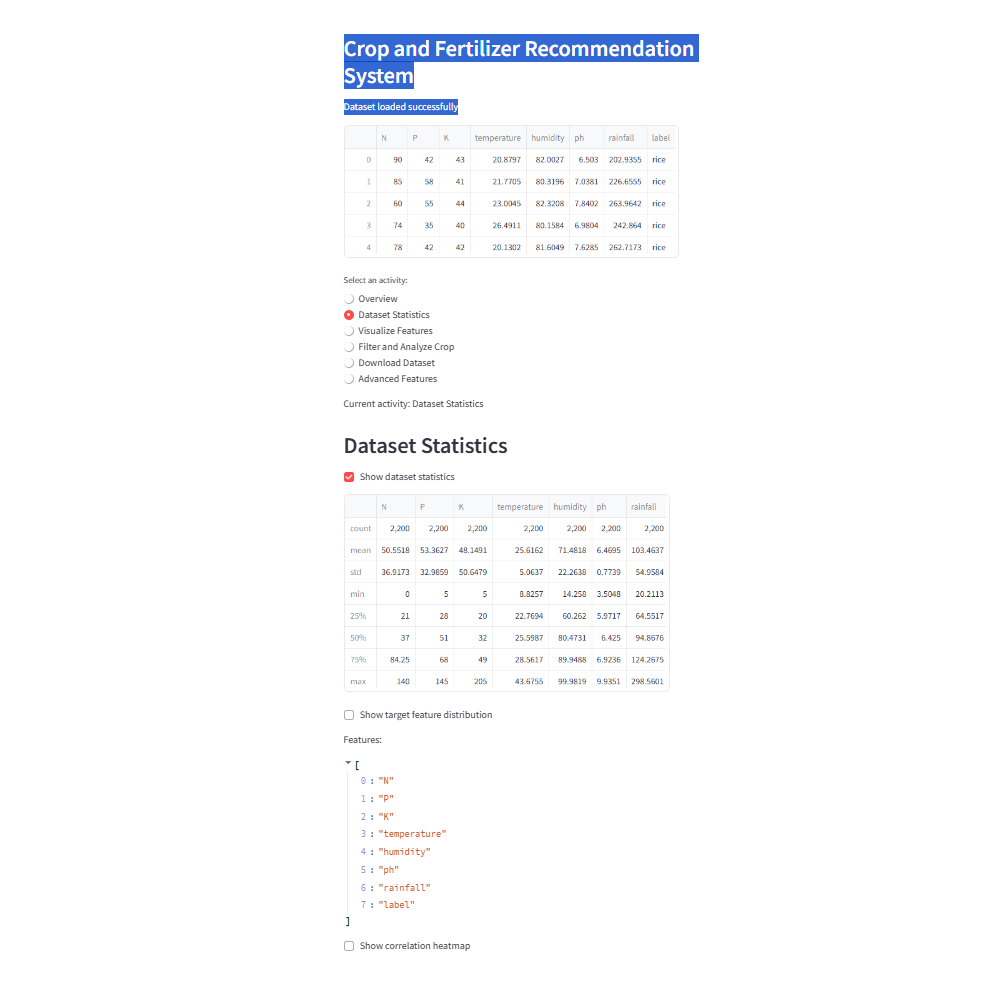 Crop and Fertilizer Recommendation
System
Dataset loaded successfully
N P K temperature humidity ph rainfall label
0 90 42 43 20.8797 82.0027 6.503 202.9355 rice
1 85 58 41 21.7705 80.3196 7.0381 226.6555 rice
2 60 55 44 23.0045 82.3208 7.8402 263.9642 rice
3 74 35 40 26.4911 80.1584 6.9804 242.864 rice
4 78 42 42 20.1302 81.6049 7.6285 262.7173 rice
Select an activity:
Overview
Dataset Statistics
Visualize Features
Filter and Analyze Crop
Download Dataset
Advanced Features
Current activity: Dataset Statistics
Dataset Statistics
Show dataset statistics
N P K temperature humidity ph rainfall
count 2,200 2,200 2,200 2,200 2,200 2,200 2,200
mean 50.5518 53.3627 48.1491 25.6162 71.4818 6.4695 103.4637
std 36.9173 32.9859 50.6479 5.0637 22.2638 0.7739 54.9584
min 0 5 5 8.8257 14.258 3.5048 20.2113
25% 21 28 20 22.7694 60.262 5.9717 64.5517
50% 37 51 32 25.5987 80.4731 6.425 94.8676
75% 84.25 68 49 28.5617 89.9488 6.9236 124.2675
max 140 145 205 43.6755 99.9819 9.9351 298.5601
Show target feature distribution
Features:
[
0 : "N"
1 : "P"
2 : "K"
3 : "temperature"
4 : "humidity"
5 : "ph"
6 : "rainfall"
7 : "label"
]
Show correlation heatmap